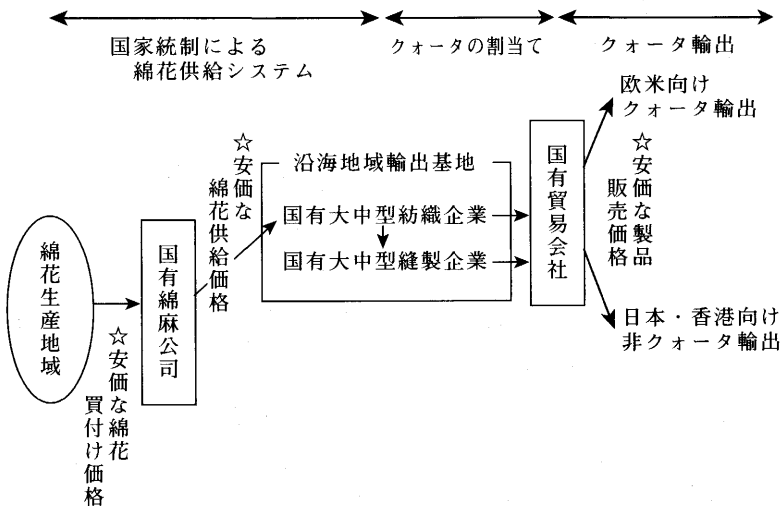 国家統制による
綿花供給システム
クォータの割当て
クォータ輸出
欧米向け
クォータ輸出
☆安価な
綿花供給価格
沿海地域輸出基地
国有大中型紡織企業
国有大中型縫製企業
国有貿易会社
☆安価な製品
販売価格
綿花生産地域
国有綿麻公司
☆安価な綿花
買付け価格
日本・香港向け
非クォータ輸出